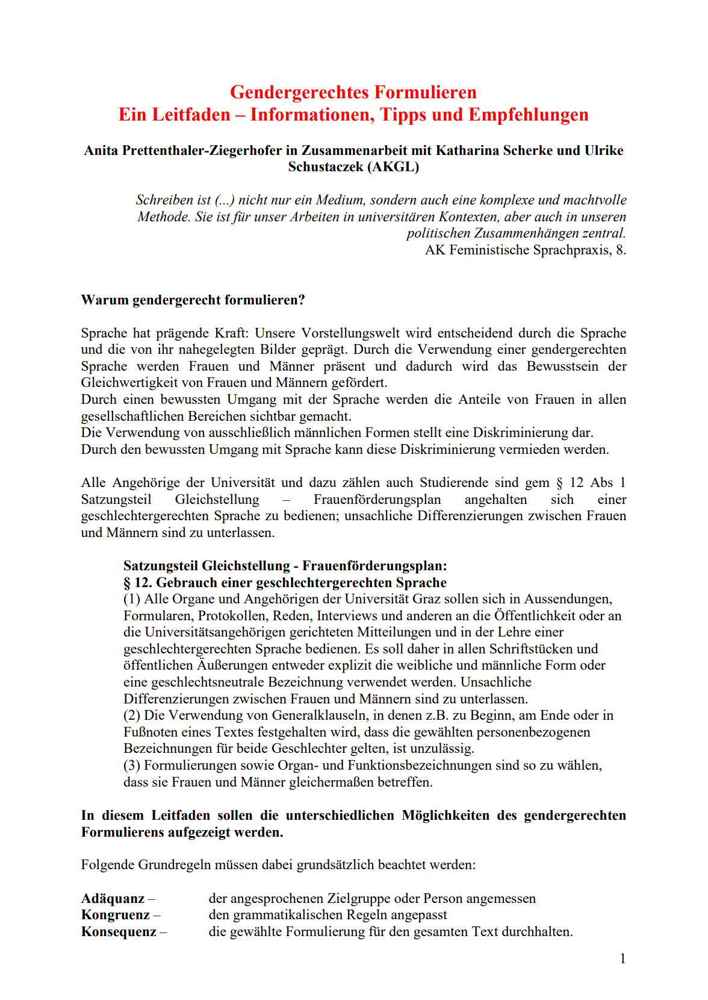 Gendergerechtes Formulieren
Ein Leitfaden – Informationen, Tipps und Empfehlungen
Anita Prettenthaler-Ziegerhofer in Zusammenarbeit mit Katharina Scherke und Ulrike
Schustaczek (AKGL)
Schreiben ist (...) nicht nur ein Medium, sondern auch eine komplexe und machtvolle
Methode. Sie ist für unser Arbeiten in universitären Kontexten, aber auch in unseren
politischen Zusammenhängen zentral.
AK Feministische Sprachpraxis, 8.
Warum gendergerecht formulieren?
Sprache hat prägende Kraft: Unsere Vorstellungswelt wird entscheidend durch die Sprache
und die von ihr nahegelegten Bilder geprägt. Durch die Verwendung einer gendergerechten
Sprache werden Frauen und Männer präsent und dadurch wird das Bewusstsein der
Gleichwertigkeit von Frauen und Männern gefördert.
Durch einen bewussten Umgang mit der Sprache werden die Anteile von Frauen in allen
gesellschaftlichen Bereichen sichtbar gemacht.
Die Verwendung von ausschließlich männlichen Formen stellt eine Diskriminierung dar.
Durch den bewussten Umgang mit Sprache kann diese Diskriminierung vermieden werden.
Alle Angehörige der Universität und dazu zählen auch Studierende sind gem § 12 Abs 1
Satzungsteil Gleichstellung – Frauenförderungsplan angehalten sich einer
geschlechtergerechten Sprache zu bedienen; unsachliche Differenzierungen zwischen Frauen
und Männern sind zu unterlassen.
Satzungsteil Gleichstellung - Frauenförderungsplan:
§ 12. Gebrauch einer geschlechtergerechten Sprache
(1) Alle Organe und Angehörigen der Universität Graz sollen sich in Aussendungen,
Formularen, Protokollen, Reden, Interviews und anderen an die Öffentlichkeit oder an
die Universitätsangehörigen gerichteten Mitteilungen und in der Lehre einer
geschlechtergerechten Sprache bedienen. Es soll daher in allen Schriftstücken und
öffentlichen Äußerungen entweder explizit die weibliche und männliche Form oder
eine geschlechtsneutrale Bezeichnung verwendet werden. Unsachliche
Differenzierungen zwischen Frauen und Männern sind zu unterlassen.
(2) Die Verwendung von Generalklauseln, in denen z.B. zu Beginn, am Ende oder in
Fußnoten eines Textes festgehalten wird, dass die gewählten personenbezogenen
Bezeichnungen für beide Geschlechter gelten, ist unzulässig.
(3) Formulierungen sowie Organ- und Funktionsbezeichnungen sind so zu wählen,
dass sie Frauen und Männer gleichermaßen betreffen.
In diesem Leitfaden sollen die unterschiedlichen Möglichkeiten des gendergerechten
Formulierens aufgezeigt werden.
Folgende Grundregeln müssen dabei grundsätzlich beachtet werden:
Adäquanz – der angesprochenen Zielgruppe oder Person angemessen
Kongruenz – den grammatikalischen Regeln angepasst
Konsequenz – die gewählte Formulierung für den gesamten Text durchhalten.
1